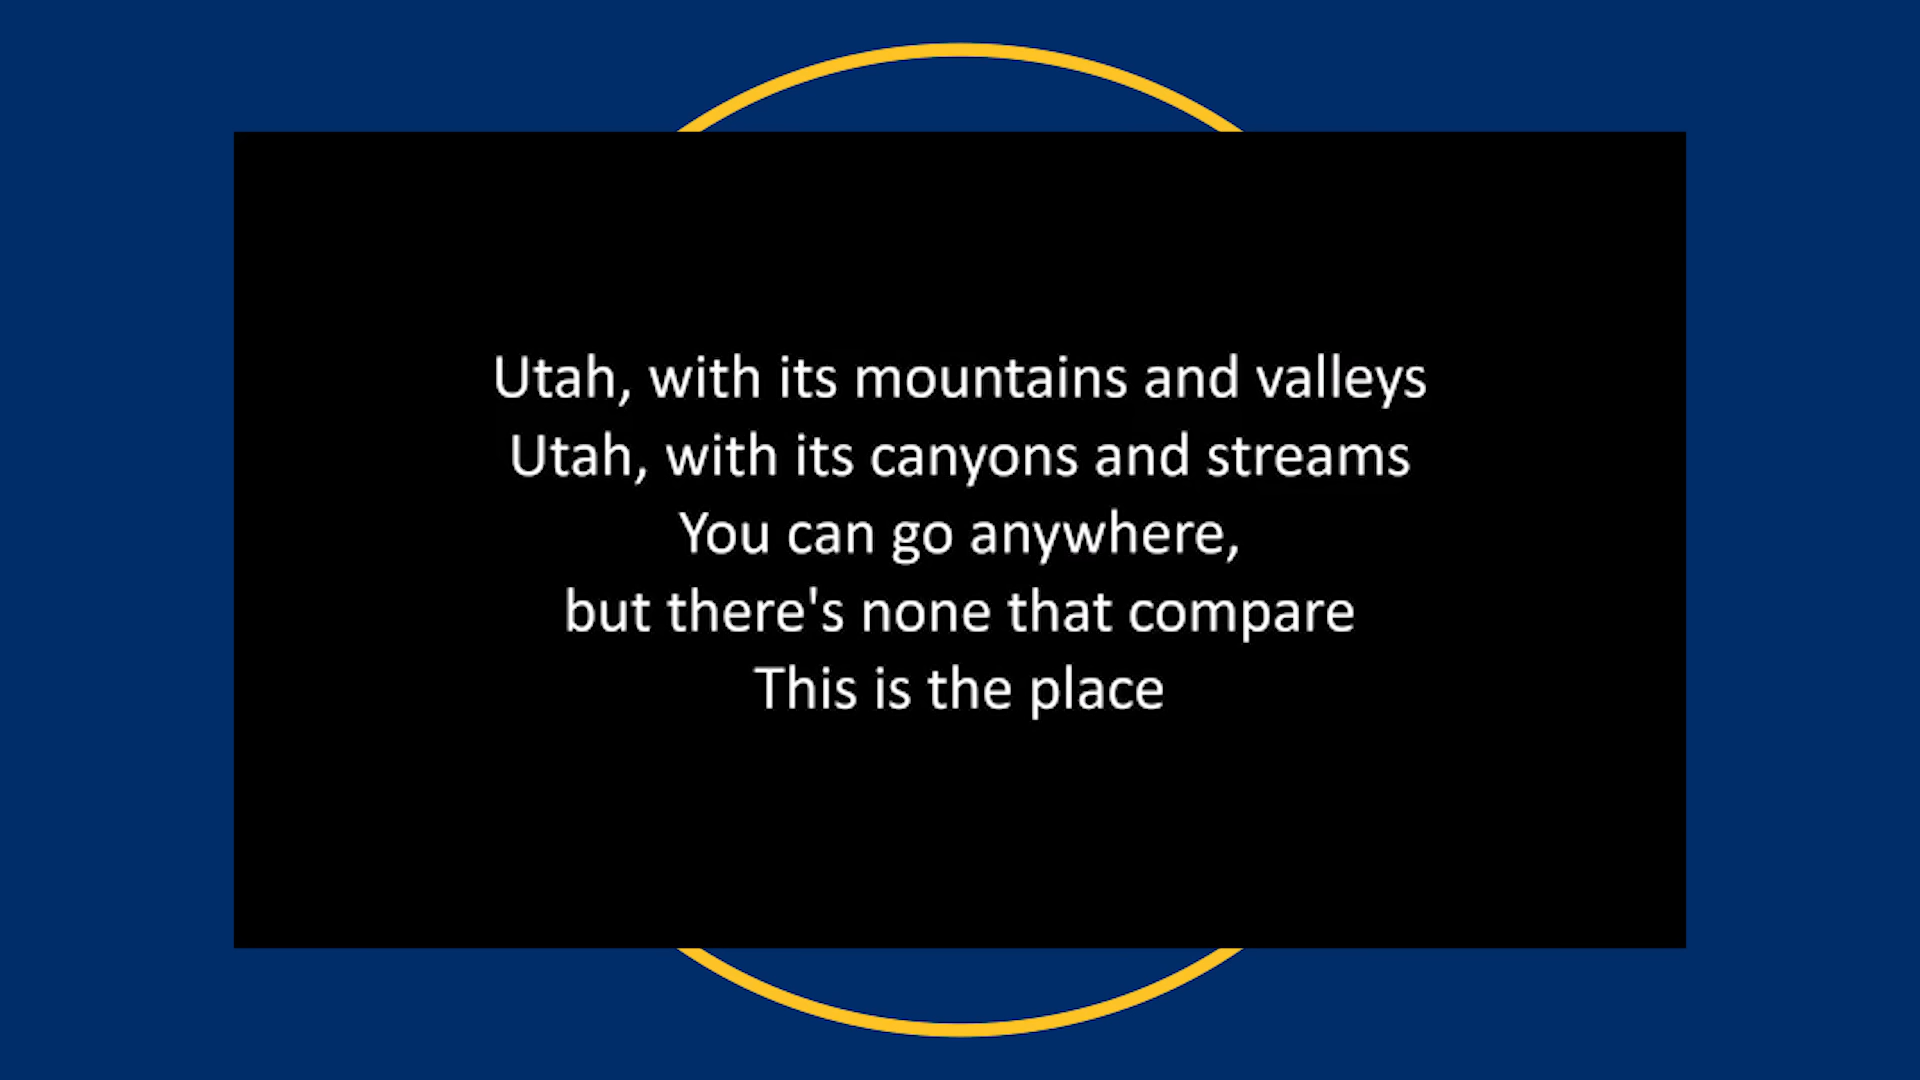 Utah, with its mountains and valleys
Utah, with its canyons and streams
You can go anywhere,
but there's none that compare
This is the place